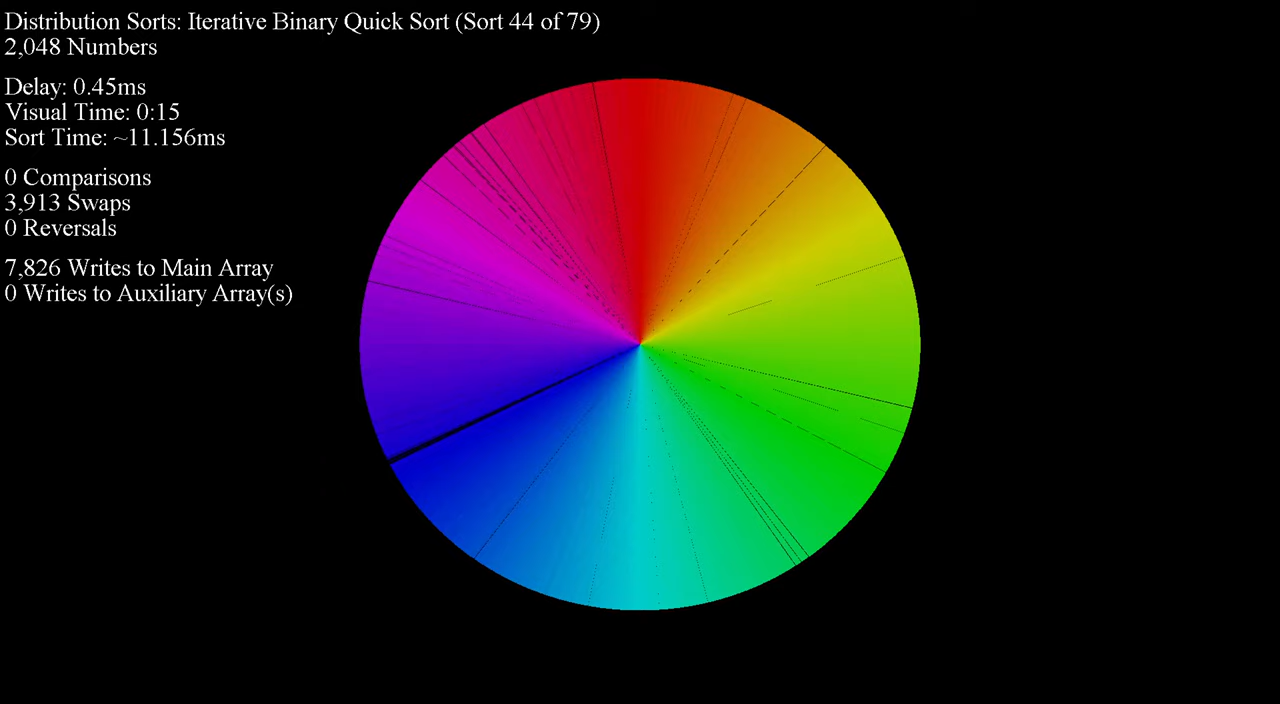 Distribution Sorts: Iterative Binary Quick Sort (Sort 44 of 79)
2,048 Numbers
Delay: 0.45ms
Visual Time: 0:15
Sort Time: ~11.156ms
0 Comparisons
3,913 Swaps
0 Reversals
7,826 Writes to Main Array
0 Writes to Auxiliary Array(s)